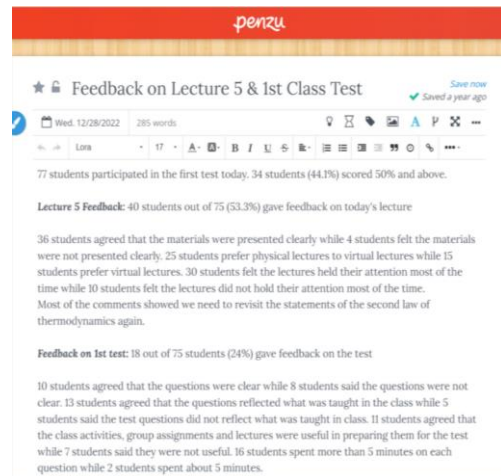 penzu
Feedback on Lecture 5 & 1st Class Test
Save now
Saved a year ago
Wed. 12/28/2022 285 words
Lora 17 A B I U S
77 students participated in the first test today. 34 students (44.1%) scored 50% and above.
Lecture 5 Feedback: 40 students out of 75 (53.3%) gave feedback on today's lecture
36 students agreed that the materials were presented clearly while 4 students felt the materials
were not presented clearly. 25 students prefer physical lectures to virtual lectures while 15
students prefer virtual lectures. 30 students felt the lectures held their attention most of the
time while 10 students felt the lectures did not hold their attention most of the time.
Most of the comments showed we need to revisit the statements of the second law of
thermodynamics again.
Feedback on 1st test: 18 out of 75 students (24%) gave feedback on the test
10 students agreed that the questions were clear while 8 students said the questions were not
clear. 13 students agreed that the questions reflected what was taught in the class while 5
students said the test questions did not reflect what was taught in class. 11 students agreed that
the class activities, group assignments and lectures were useful in preparing them for the test
while 7 students said they were not useful. 16 students spent more than 5 minutes on each
question while 2 students spent about 5 minutes.